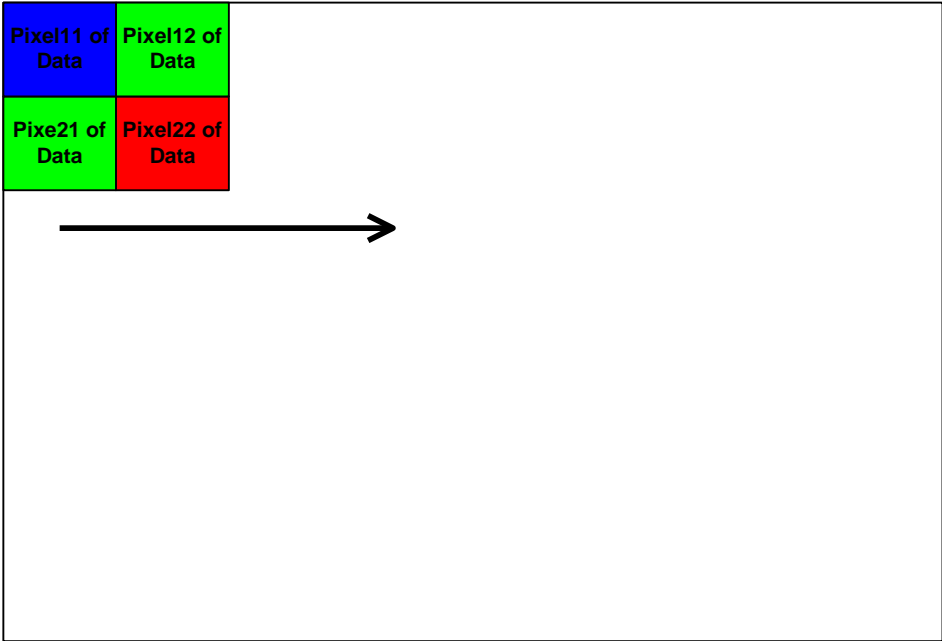 Pixel11 of
Data
Pixel12 of
Data
Pixe21 of
Data
Pixel22 of
Data